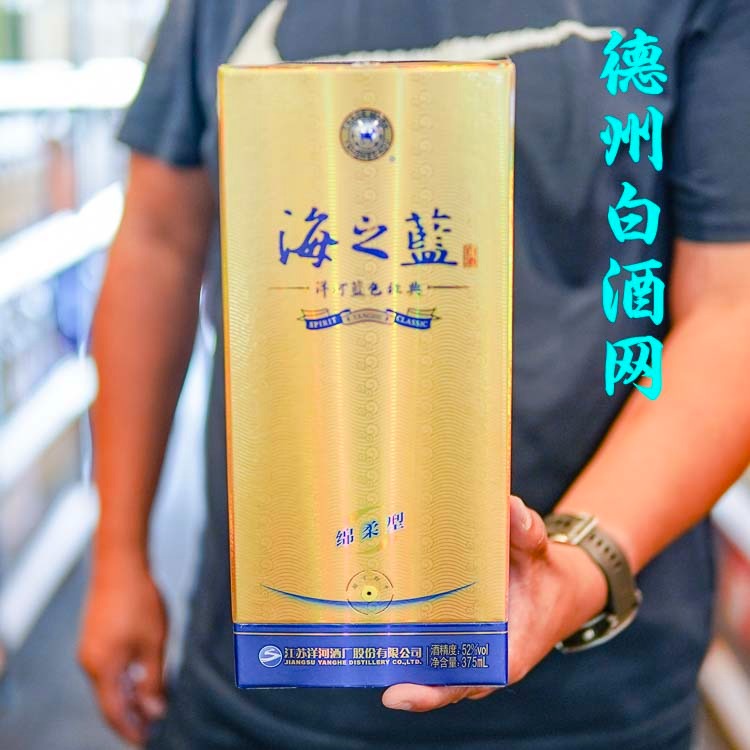 德州白酒网
海之藍
洋河藍色經典
SPIRIT YANGHE CLASSIC
绵柔型
江苏洋河酒厂股份有限公司
JIANGSU YANGHE DISTILLERY CO.,LTD.
酒精度: 52%vol
净含量: 375mL